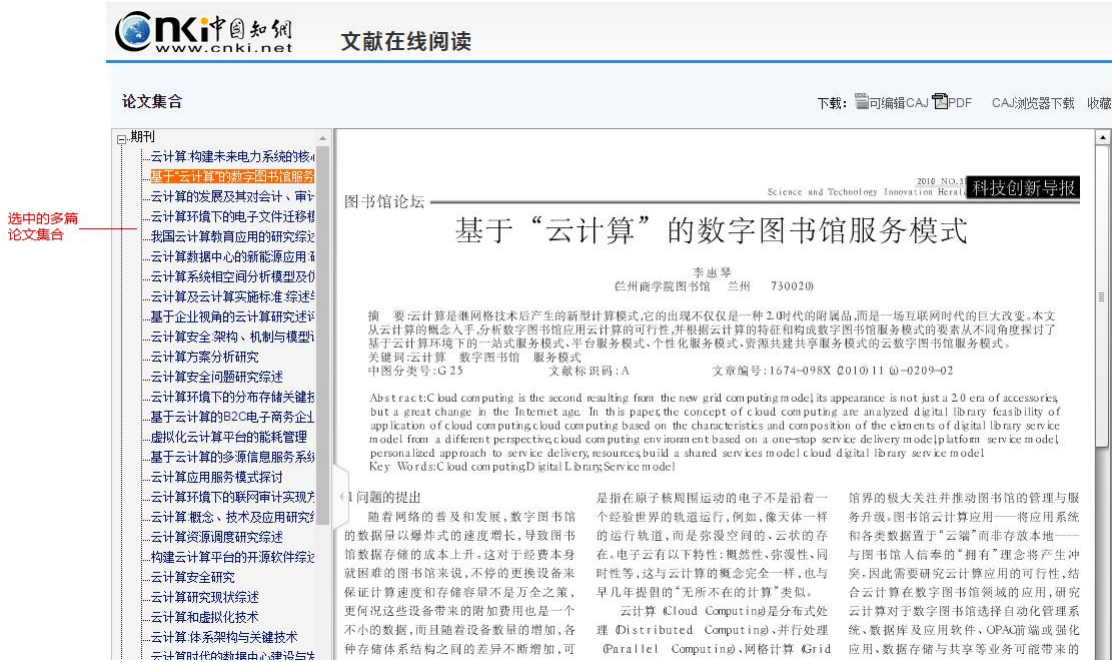 cnki中国知网
www.cnki.net
文献在线阅读
论文集合
下载: 可编辑CAJ PDF CAJ浏览器下载 收藏
选中的多篇
论文集合
期刊
云计算:构建未来电力系统的核心
基于“云计算”的数字图书馆服务
云计算的发展及其对会计、审计
云计算环境下的电子文件迁移模
我国云计算教育应用的研究综述
云计算数据中心的新能源应用:研
云计算系统相空间分析模型及仿
云计算及云计算实施标准:综述与
基于企业视角的云计算研究述评
云计算安全:架构、机制与模型
云计算方案分析研究
云计算安全问题研究综述
云计算环境下的分布存储关键技
基于云计算的B2C电子商务企业
虚拟化云计算平台的能耗管理
基于云计算的多源信息服务系统
云计算应用服务模式探讨
云计算环境下的联网审计实现方
云计算:概念、技术及应用研究综
云计算资源调度研究综述
构建云计算平台的开源软件综述
云计算安全研究
云计算研究现状综述
云计算和虚拟化技术
云计算:体系架构与关键技术
云计算时代的数据中心建设与发
图书馆论坛
2010 NO.
Science and Technology Innovation Herald
科技创新导报
基于“云计算”的数字图书馆服务模式
李惠琴
(兰州商学院图书馆 兰州 730020)
摘 要:云计算是继网格技术后产生的新型计算模式,它的出现不仅仅是一种2.0时代的附属品,而是一场互联网时代的巨大改变。本文
从云计算的概念入手,分析数字图书馆应用云计算的可行性,并根据云计算的特征和构成数字图书馆服务模式的要素从不同角度探讨了
基于云计算环境下的一站式服务模式、平台服务模式、个性化服务模式、资源共建共享服务模式的云数字图书馆服务模式。
关键词:云计算 数字图书馆 服务模式
中图分类号:G25 文献标识码:A 文章编号:1674-098X(2010)11(a)-0209-02
Abstract:Cloud computing is the second resulting from the new grid computing model,its appearance is not just a 2.0 era of accessories,
but a great change in the Internet age. In this paper,the concept of cloud computing are analyzed digital library feasibility of
application of cloud computing,cloud computing based on the characteristics and composition of the elements of digital library service
model from a different perspective,cloud computing environment based on a one-stop service delivery model,platform service model,
personalized approach to service delivery,resources,build a shared services model cloud digital library service model
Key Words:Cloud computing;Digital Library;Service model
1问题的提出
随着网络的普及和发展,数字图书馆
的数据量以爆炸式的速度增长,导致图书
馆数据存储的成本上升。这对于经费本身
就困难的图书馆来说,不停的更换设备来
保证计算速度和存储容量不是万全之策,
更何况这些设备带来的附加费用也是一个
不小的数据,而且随着设备数量的增加,各
种存储体系结构之间的差异不断增加,可
是指在原子核周围运动的电子不是沿着一
个经验世界的轨道运行,例如,像天体一样
的运行轨道,而是弥漫空间的、云状的存
在。电子云有以下特性:概然性、弥漫性、同
时性等,这与云计算的概念完全一样,也与
早几年提倡的“无所不在的计算”类似。
云计算(Cloud Computing)是分布式处
理(Distributed Computing)、并行处理
(Parallel Computing)、网格计算(Grid
馆界的极大关注并推动图书馆的管理与服
务升级。图书馆云计算应用——将应用系统
和各类数据置于“云端”而非存放本地——
与图书馆人信奉的“拥有”理念将产生冲
突。因此需要研究云计算应用的可行性,结
合云计算在数字图书馆领域的应用,研究
云计算对于数字图书馆选择自动化管理系
统、数据库及应用软件、OPAC前端或强化
应用、数据存储与共享等业务可能带来的